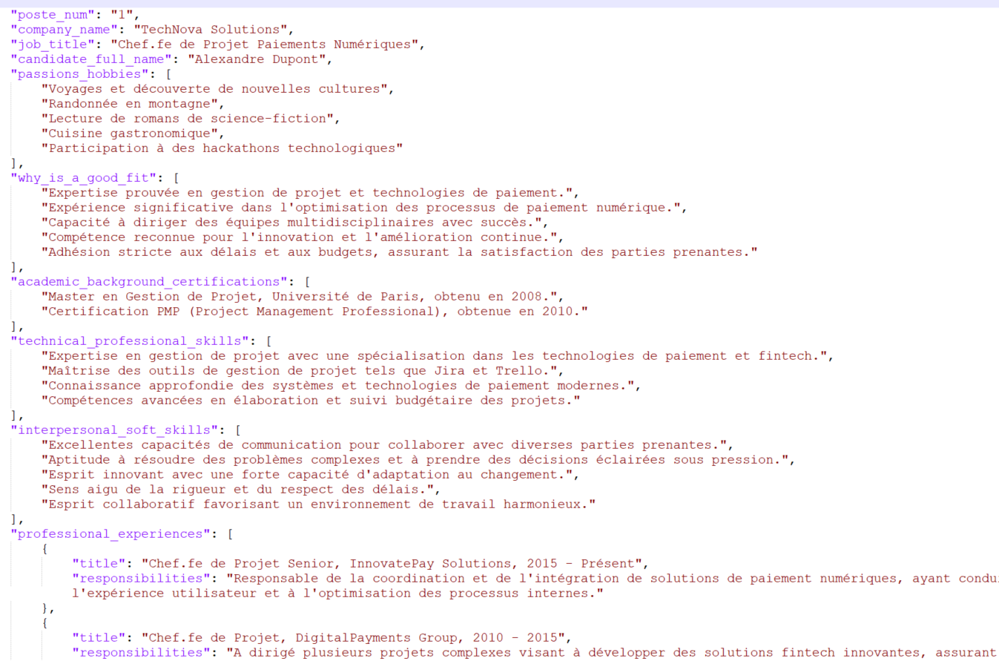 "poste_num": "1",
"company_name": "TechNova Solutions",
"job_title": "Chef.fe de Projet Paiements Numériques",
"candidate_full_name": "Alexandre Dupont",
"passions_hobbies": [
"Voyages et découverte de nouvelles cultures",
"Randonnée en montagne",
"Lecture de romans de science-fiction",
"Cuisine gastronomique",
"Participation à des hackathons technologiques"
],
"why_is_a_good_fit": [
"Expertise prouvée en gestion de projet et technologies de paiement.",
"Expérience significative dans l'optimisation des processus de paiement numérique.",
"Capacité à diriger des équipes multidisciplinaires avec succès.",
"Compétence reconnue pour l'innovation et l'amélioration continue.",
"Adhésion stricte aux délais et aux budgets, assurant la satisfaction des parties prenantes."
],
"academic_background_certifications": [
"Master en Gestion de Projet, Université de Paris, obtenu en 2008.",
"Certification PMP (Project Management Professional), obtenue en 2010."
],
"technical_professional_skills": [
"Expertise en gestion de projet avec une spécialisation dans les technologies de paiement et fintech.",
"Maîtrise des outils de gestion de projet tels que Jira et Trello.",
"Connaissance approfondie des systèmes et technologies de paiement modernes.",
"Compétences avancées en élaboration et suivi budgétaire des projets."
],
"interpersonal_soft_skills": [
"Excellentes capacités de communication pour collaborer avec diverses parties prenantes.",
"Aptitude à résoudre des problèmes complexes et à prendre des décisions éclairées sous pression.",
"Esprit innovant avec une forte capacité d'adaptation au changement.",
"Sens aigu de la rigueur et du respect des délais.",
"Esprit collaboratif favorisant un environnement de travail harmonieux."
],
"professional_experiences": [
{
"title": "Chef.fe de Projet Senior, InnovatePay Solutions, 2015 - Présent",
"responsibilities": "Responsable de la coordination et de l'intégration de solutions de paiement numériques, ayant condui
l'expérience utilisateur et à l'optimisation des processus internes."
},
{
"title": "Chef.fe de Projet, DigitalPayments Group, 2010 - 2015",
"responsibilities": "A dirigé plusieurs projets complexes visant à développer des solutions fintech innovantes, assurant